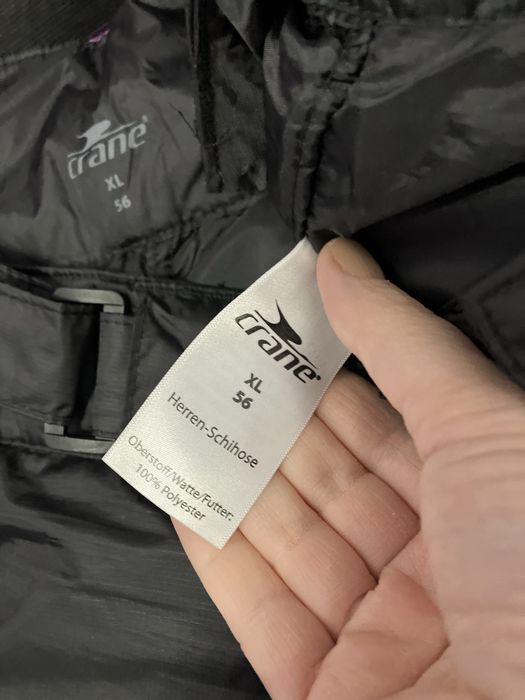 crane
XL
56
crane
XL
56
Herren-Schihose
Oberstoff/Watte/Futter:
100% Polyester